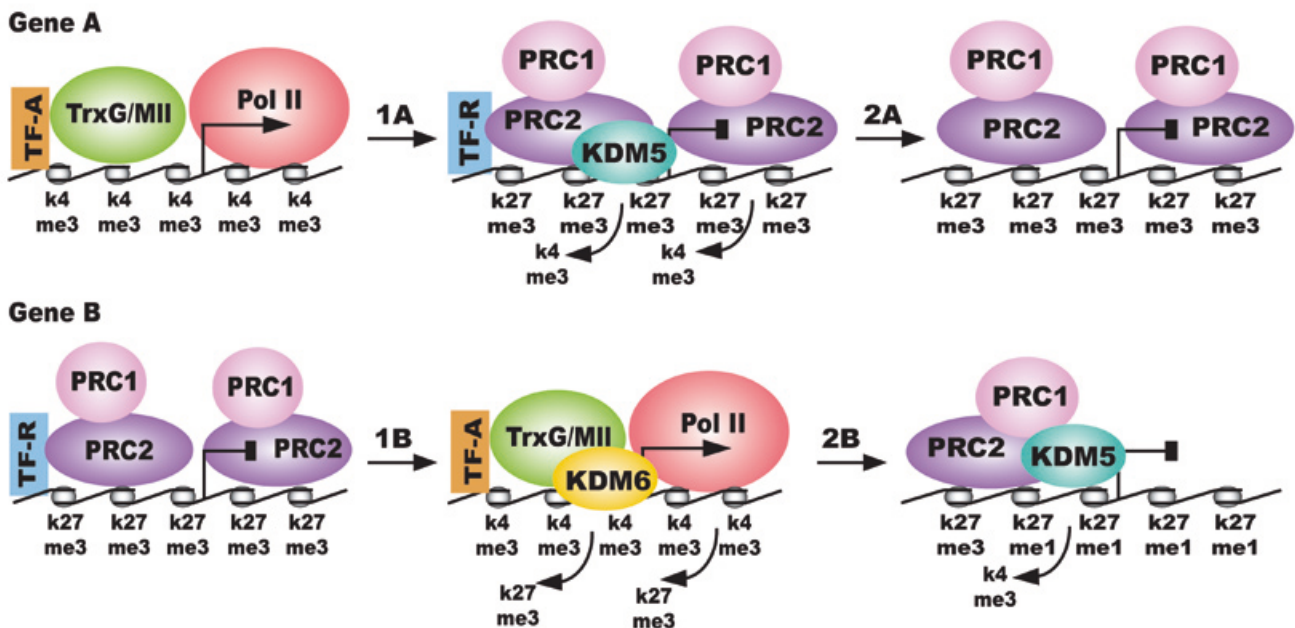 Gene A
TF-A
TrxG/Mll
Pol II
k4 k4 k4 k4 k4
me3 me3 me3 me3 me3
1A
TF-R
PRC1
PRC1
PRC2
KDM5
PRC2
k27 k27 k27 k27 k27
me3 me3 me3 me3 me3
k4 k4
me3 me3
2A
PRC1
PRC1
PRC2
PRC2
k27 k27 k27 k27 k27
me3 me3 me3 me3 me3
Gene B
TF-R
PRC1
PRC1
PRC2
PRC2
k27 k27 k27 k27 k27
me3 me3 me3 me3 me3
1B
TF-A
TrxG/Mll
Pol II
KDM6
k4 k4 k4 k4 k4
me3 me3 me3 me3 me3
k27 k27
me3 me3
2B
PRC1
PRC2
KDM5
k27 k27 k27 k27 k27
me3 me1 me1 me1 me1
k4
me3